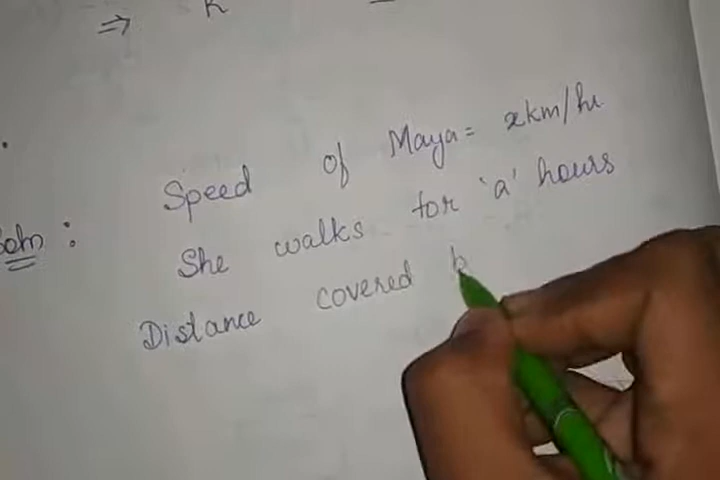 ⇒ k
Speed of Maya = x km/hr
Soln : She walks for 'a' hours
Distance covered b